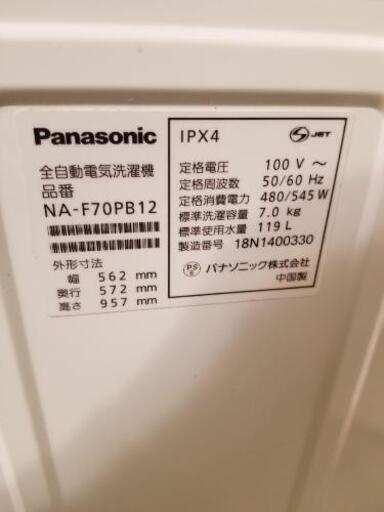 Panasonic
全自動電気洗濯機
品番
NA-F70PB12
外形寸法
幅 562 mm
奥行 572 mm
高さ 957 mm
IPX4
S JET
定格電圧 100 V ～
定格周波数 50/60 Hz
定格消費電力 480/545 W
標準洗濯容量 7.0 kg
標準使用水量 119 L
製造番号 18N1400330
PS E パナソニック株式会社
中国製